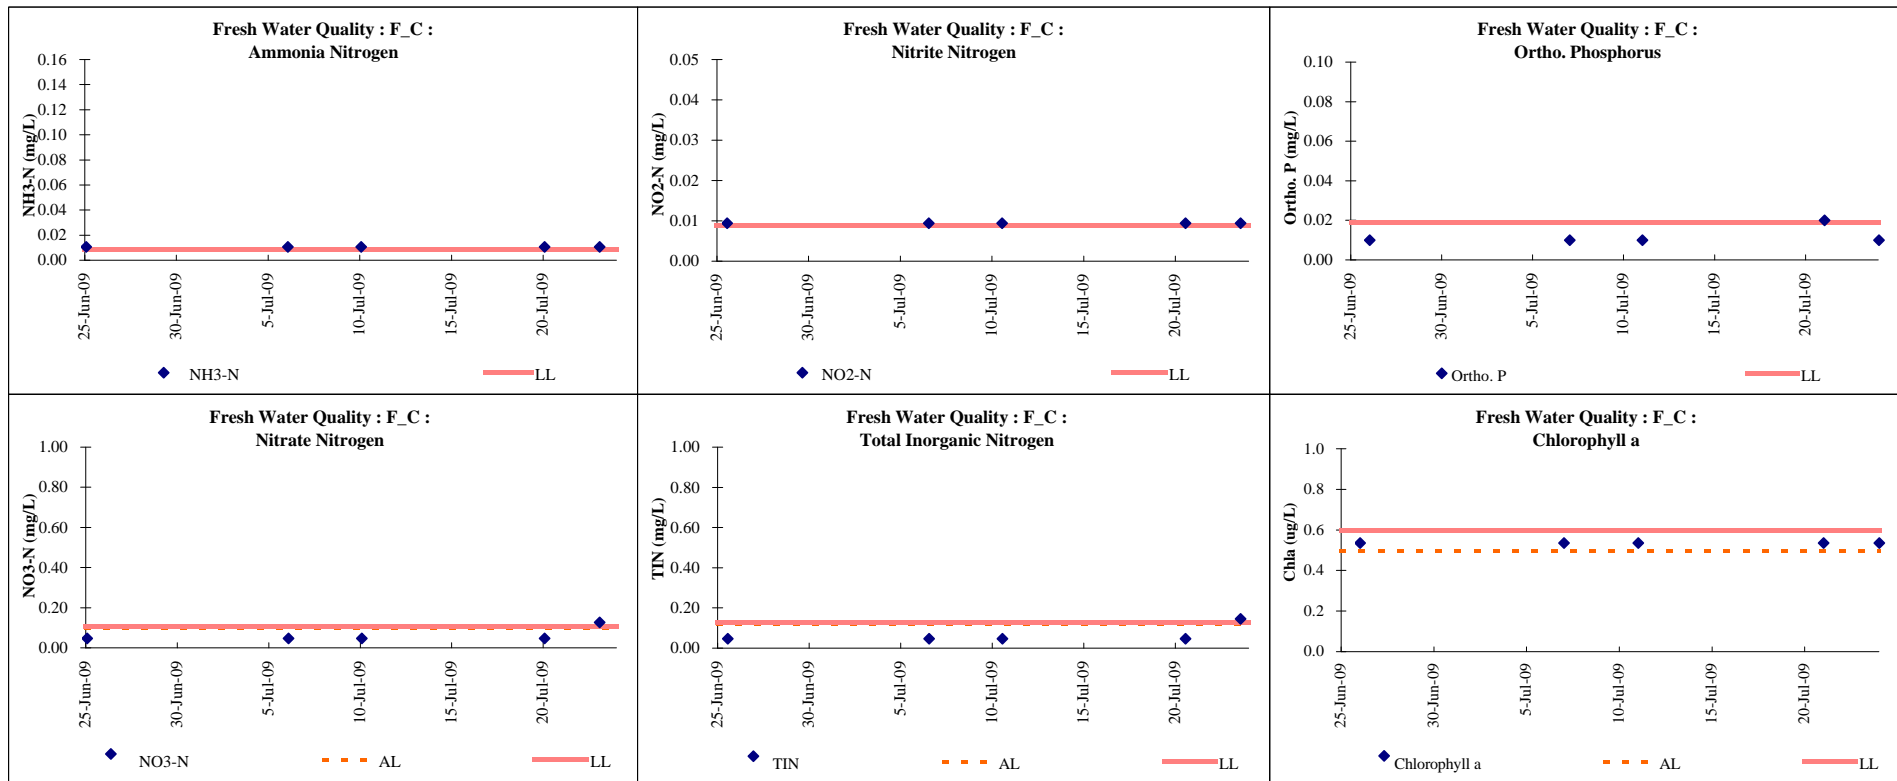 Fresh Water Quality : F_C :
Ammonia Nitrogen
NH3-N (mg/L)
0.16
0.14
0.12
0.10
0.08
0.06
0.04
0.02
0.00
25-Jun-09
30-Jun-09
5-Jul-09
10-Jul-09
15-Jul-09
20-Jul-09
NH3-N
LL
Fresh Water Quality : F_C :
Nitrite Nitrogen
NO2-N (mg/L)
0.05
0.04
0.03
0.02
0.01
0.00
25-Jun-09
30-Jun-09
5-Jul-09
10-Jul-09
15-Jul-09
20-Jul-09
NO2-N
LL
Fresh Water Quality : F_C :
Ortho. Phosphorus
Ortho. P (mg/L)
0.10
0.08
0.06
0.04
0.02
0.00
25-Jun-09
30-Jun-09
5-Jul-09
10-Jul-09
15-Jul-09
20-Jul-09
Ortho. P
LL
Fresh Water Quality : F_C :
Nitrate Nitrogen
NO3-N (mg/L)
1.00
0.80
0.60
0.40
0.20
0.00
25-Jun-09
30-Jun-09
5-Jul-09
10-Jul-09
15-Jul-09
20-Jul-09
NO3-N
AL
LL
Fresh Water Quality : F_C :
Total Inorganic Nitrogen
TIN (mg/L)
1.00
0.80
0.60
0.40
0.20
0.00
25-Jun-09
30-Jun-09
5-Jul-09
10-Jul-09
15-Jul-09
20-Jul-09
TIN
AL
LL
Fresh Water Quality : F_C :
Chlorophyll a
Chla (ug/L)
1.0
0.8
0.6
0.4
0.2
0.0
25-Jun-09
30-Jun-09
5-Jul-09
10-Jul-09
15-Jul-09
20-Jul-09
Chlorophyll a
AL
LL